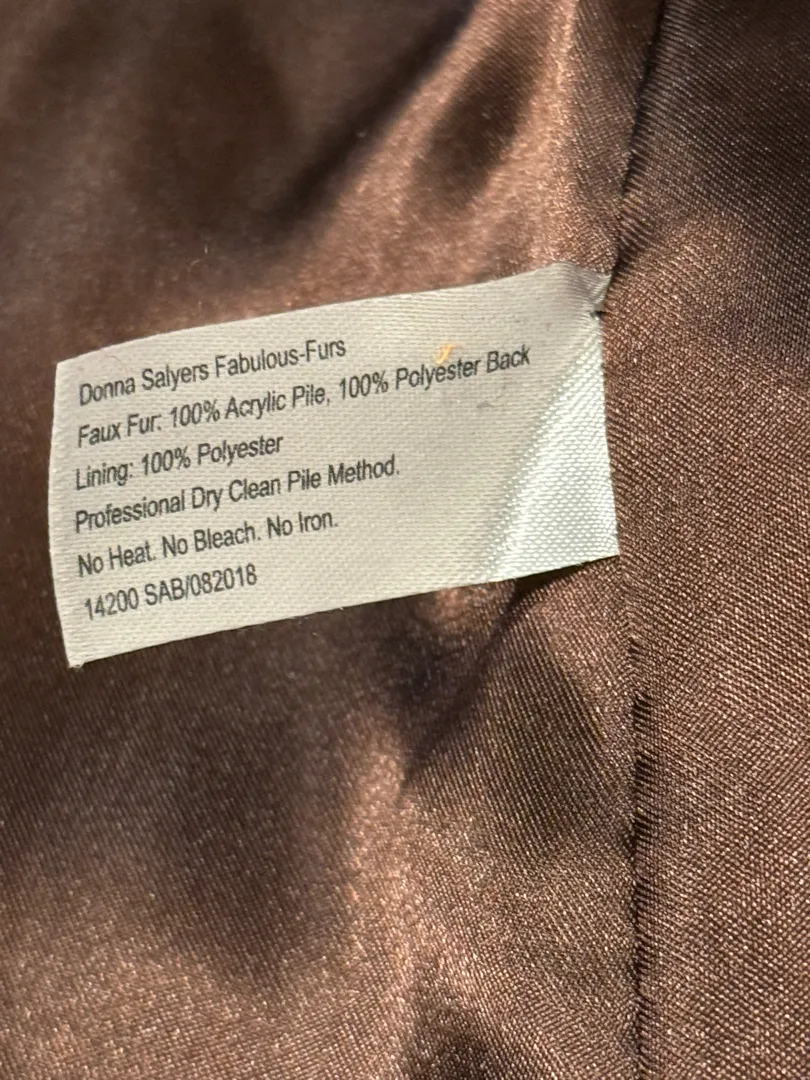 Donna Salyers Fabulous-Furs
Faux Fur: 100% Acrylic Pile, 100% Polyester Back
Lining: 100% Polyester
Professional Dry Clean Pile Method.
No Heat. No Bleach. No Iron.
14200 SAB/082018